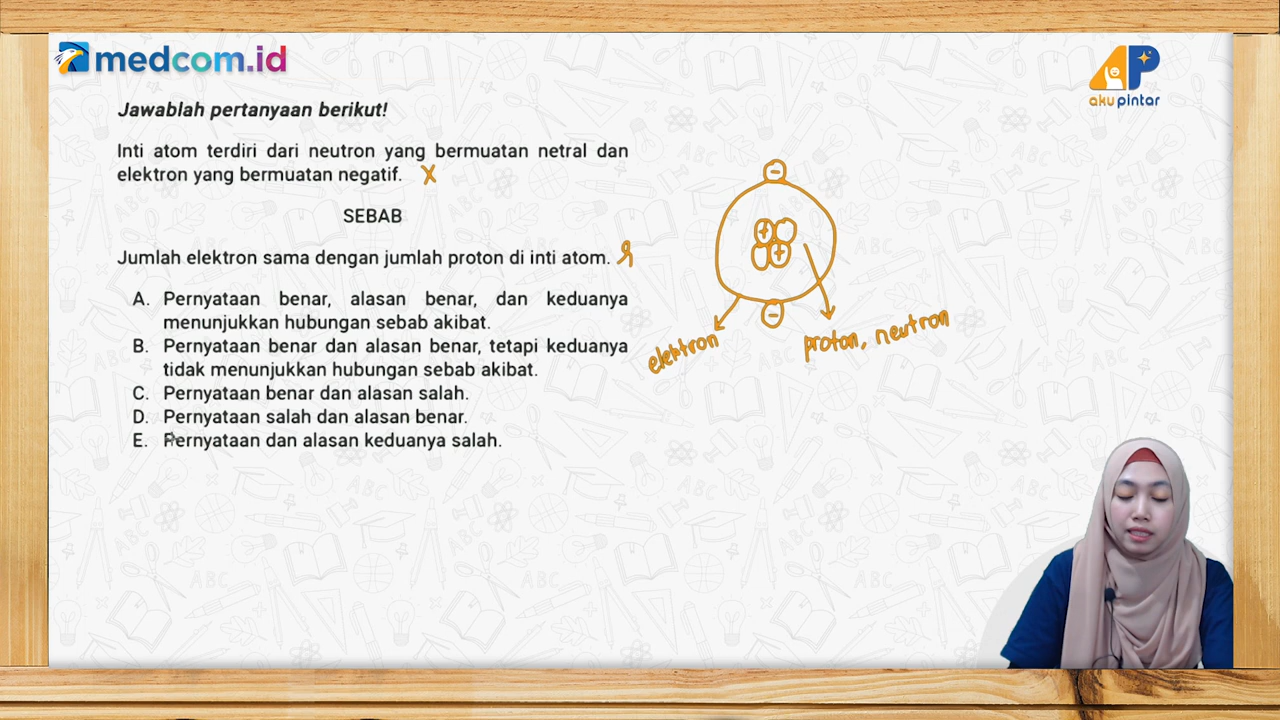 medcom.id
aku pintar
Jawablah pertanyaan berikut!
Inti atom terdiri dari neutron yang bermuatan netral dan
elektron yang bermuatan negatif. X
SEBAB
Jumlah elektron sama dengan jumlah proton di inti atom.
A. Pernyataan benar, alasan benar, dan keduanya
menunjukkan hubungan sebab akibat.
B. Pernyataan benar dan alasan benar, tetapi keduanya
tidak menunjukkan hubungan sebab akibat.
C. Pernyataan benar dan alasan salah.
D. Pernyataan salah dan alasan benar.
E. Pernyataan dan alasan keduanya salah.
-
+
+
-
elektron
proton, neutron